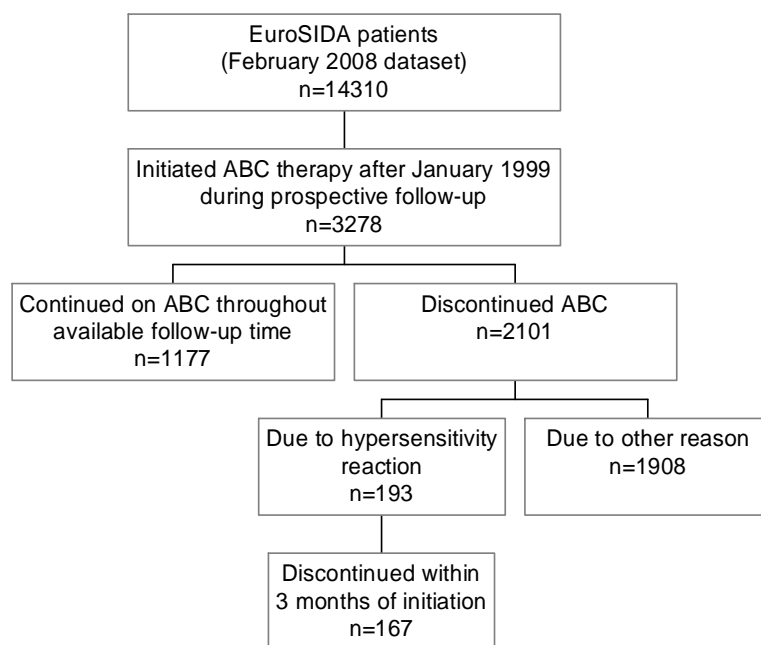 EuroSIDA patients
(February 2008 dataset)
n=14310
Initiated ABC therapy after January 1999
during prospective follow-up
n=3278
Continued on ABC throughout
available follow-up time
n=1177
Discontinued ABC
n=2101
Due to hypersensitivity
reaction
n=193
Due to other reason
n=1908
Discontinued within
3 months of initiation
n=167